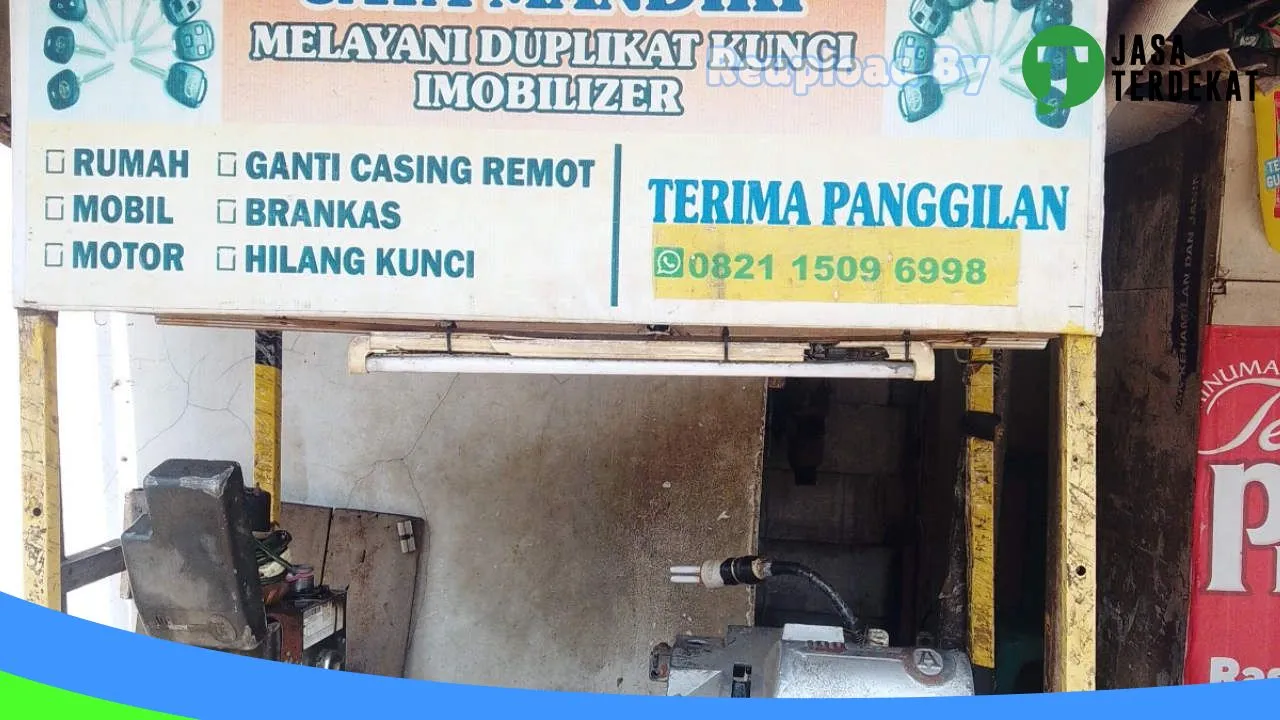 MELAYANI DUPLIKAT KUNCI
IMOBILIZER
Reupload By
JASA
TERDEKAT
RUMAH
MOBIL
MOTOR
GANTI CASING REMOT
BRANKAS
HILANG KUNCI
TERIMA PANGGILAN
0821 1509 6998
A